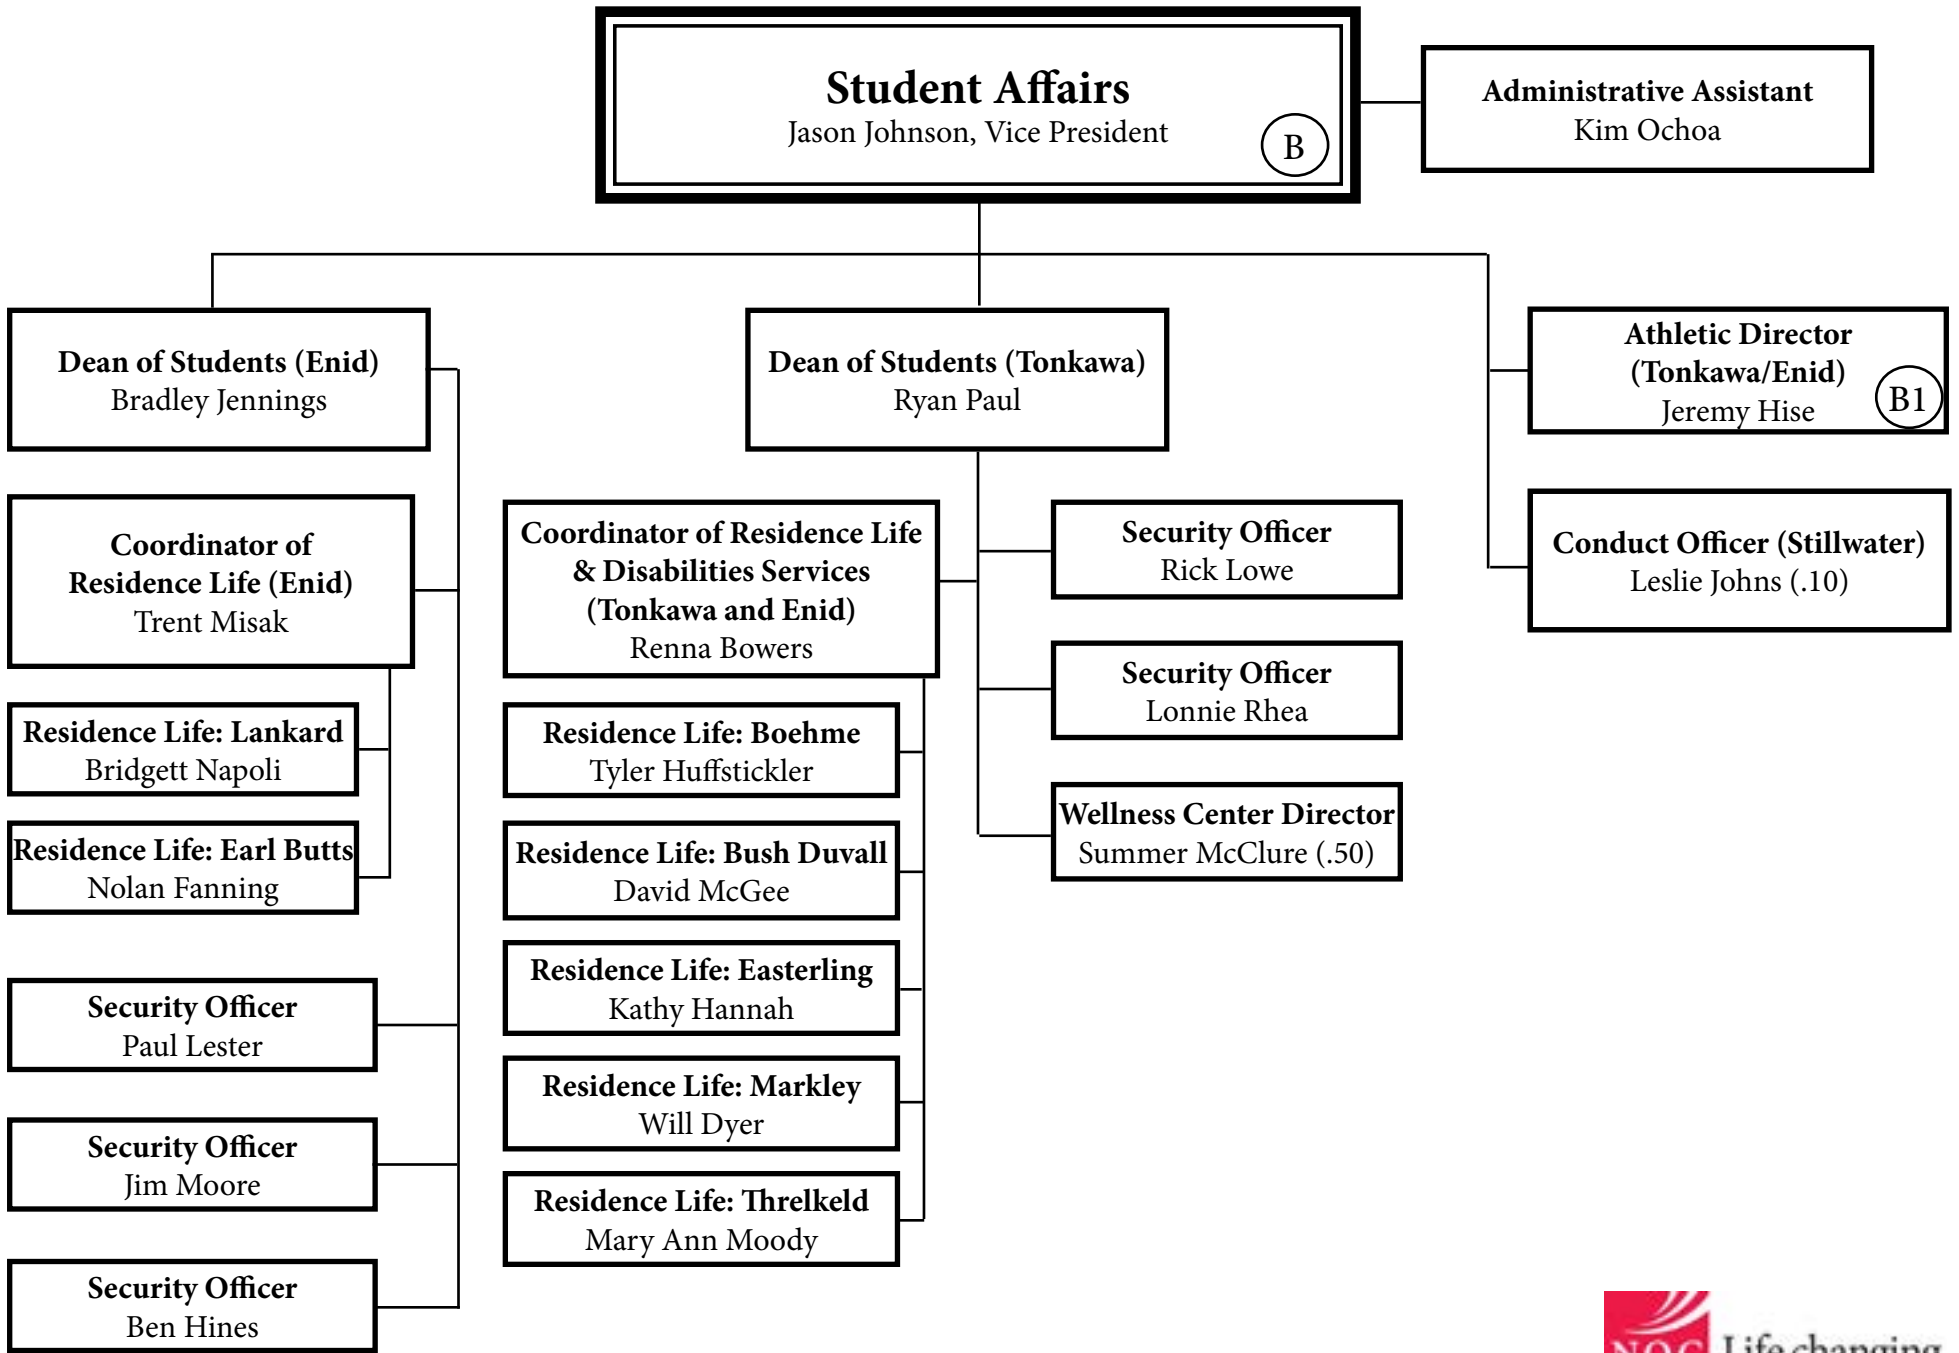 Student Affairs
Jason Johnson, Vice President
B
Administrative Assistant
Kim Ochoa
Dean of Students (Enid)
Bradley Jennings
Coordinator of
Residence Life (Enid)
Trent Misak
Residence Life: Lankard
Bridgett Napoli
Residence Life: Earl Butts
Nolan Fanning
Security Officer
Paul Lester
Security Officer
Jim Moore
Security Officer
Ben Hines
Dean of Students (Tonkawa)
Ryan Paul
Coordinator of Residence Life
& Disabilities Services
(Tonkawa and Enid)
Renna Bowers
Residence Life: Boehme
Tyler Huffstickler
Residence Life: Bush Duvall
David McGee
Residence Life: Easterling
Kathy Hannah
Residence Life: Markley
Will Dyer
Residence Life: Threlkeld
Mary Ann Moody
Security Officer
Rick Lowe
Security Officer
Lonnie Rhea
Wellness Center Director
Summer McClure (.50)
Athletic Director
(Tonkawa/Enid)
Jeremy Hise
B1
Conduct Officer (Stillwater)
Leslie Johns (.10)
NOC
Life changing